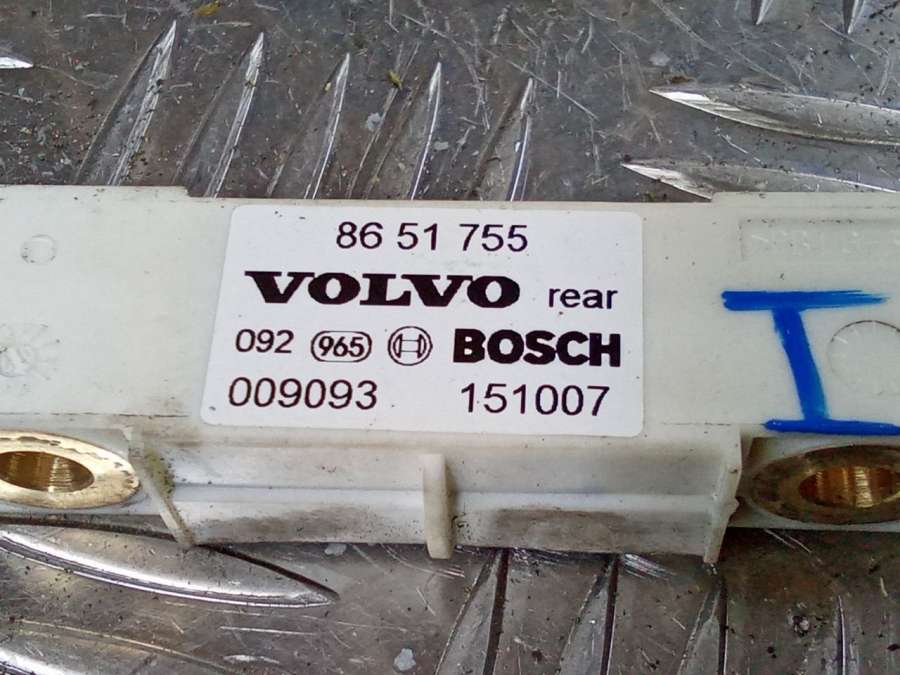 86 51 755
VOLVO rear
092 965 H BOSCH
009093 151007
I